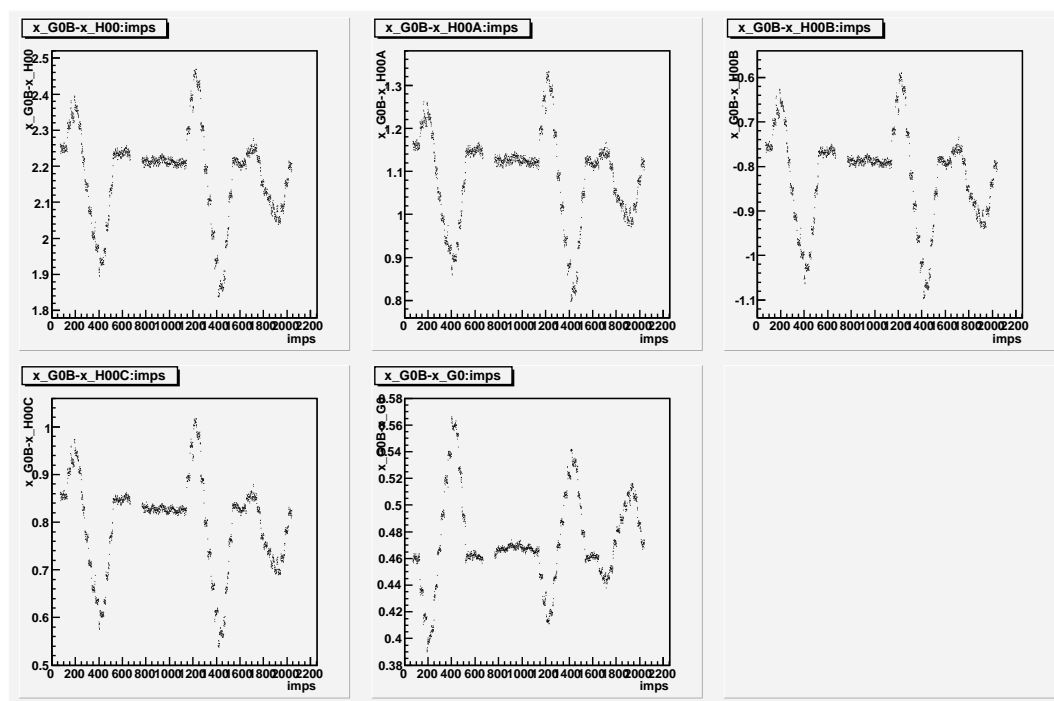 x_G0B-x_H00:imps
x_G0B-x_H00
2.5
2.4
2.3
2.2
2.1
2
1.9
1.8
0 200 400 600 800 1000 1200 1400 1600 1800 2000 2200
imps
x_G0B-x_H00A:imps
x_G0B-x_H00A
1.3
1.2
1.1
1
0.9
0.8
0 200 400 600 800 1000 1200 1400 1600 1800 2000 2200
imps
x_G0B-x_H00B:imps
x_G0B-x_H00B
-0.6
-0.7
-0.8
-0.9
-1
-1.1
0 200 400 600 800 1000 1200 1400 1600 1800 2000 2200
imps
x_G0B-x_H00C:imps
x_G0B-x_H00C
1
0.9
0.8
0.7
0.6
0.5
0 200 400 600 800 1000 1200 1400 1600 1800 2000 2200
imps
x_G0B-x_G0:imps
x_G0B-x_G0
0.58
0.56
0.54
0.52
0.5
0.48
0.46
0.44
0.42
0.4
0.38
0 200 400 600 800 1000 1200 1400 1600 1800 2000 2200
imps